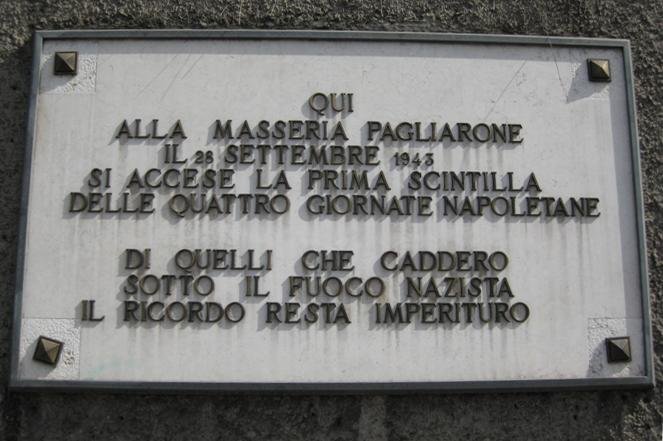 QUI
ALLA MASSERIA PAGLIARONE
IL 28 SETTEMBRE 1943
SI ACCESE LA PRIMA SCINTILLA
DELLE QUATTRO GIORNATE NAPOLETANE
DI QUELLI CHE CADDERO
SOTTO IL FUOCO NAZISTA
IL RICORDO RESTA IMPERITURO